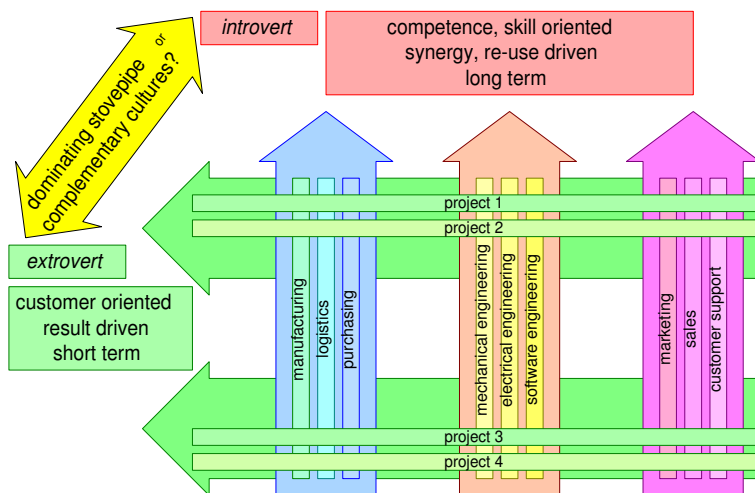 introvert
competence, skill oriented
synergy, re-use driven
long term
dominating stovepipe or
complementary cultures?
extrovert
customer oriented
result driven
short term
project 1
project 2
manufacturing
logistics
purchasing
mechanical engineering
electrical engineering
software engineering
marketing
sales
customer support
project 3
project 4